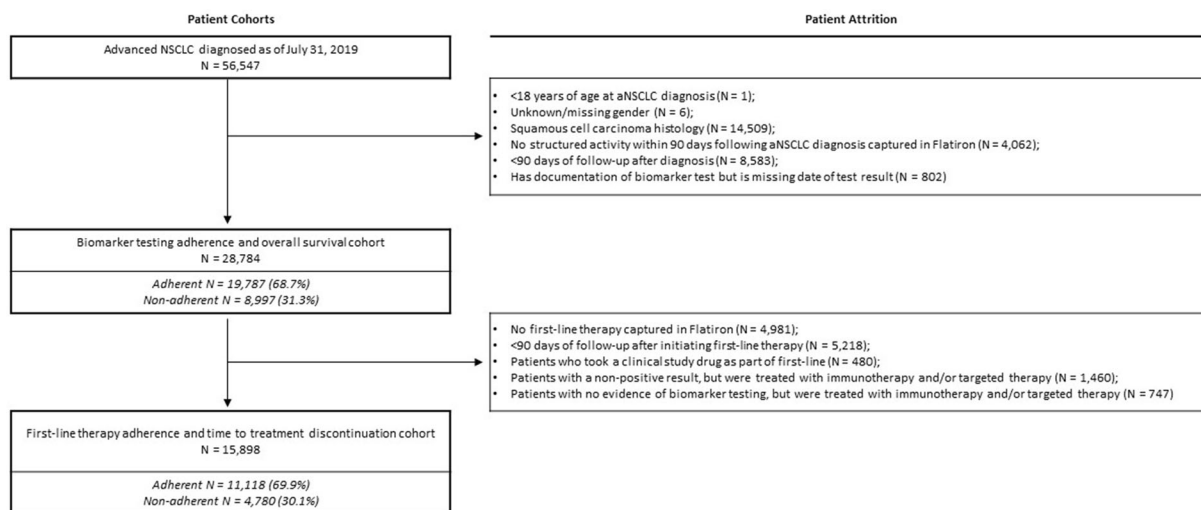 Patient Cohorts
Patient Attrition
Advanced NSCLC diagnosed as of July 31, 2019
N = 56,547
• <18 years of age at aNSCLC diagnosis (N = 1);
• Unknown/missing gender (N = 6);
• Squamous cell carcinoma histology (N = 14,509)
• No structured activity within 90 days following aNSCLC diagnosis captured in Flatiron (N = 4,062);
• <90 days of follow-up after diagnosis (N = 8,583);
• Has documentation of biomarker test but is missing date of test result (N = 802)
Biomarker testing adherence and overall survival cohort
N = 28,784
Adherent N = 19,787 (68.7%)
Non-adherent N = 8,997 (31.3%)
• No first-line therapy captured in Flatiron (N = 4,981);
• <90 days of follow-up after initiating first-line therapy (N = 5,218);
• Patients who took a clinical study drug as part of first-line (N = 480);
• Patients with a non-positive result, but were treated with immunotherapy and/or targeted therapy (N = 1,460);
• Patients with no evidence of biomarker testing, but were treated with immunotherapy and/or targeted therapy (N = 747)
First-line therapy adherence and time to treatment discontinuation cohort
N = 15,898
Adherent N = 11,118 (69.9%)
Non-adherent N = 4,780 (30.1%)